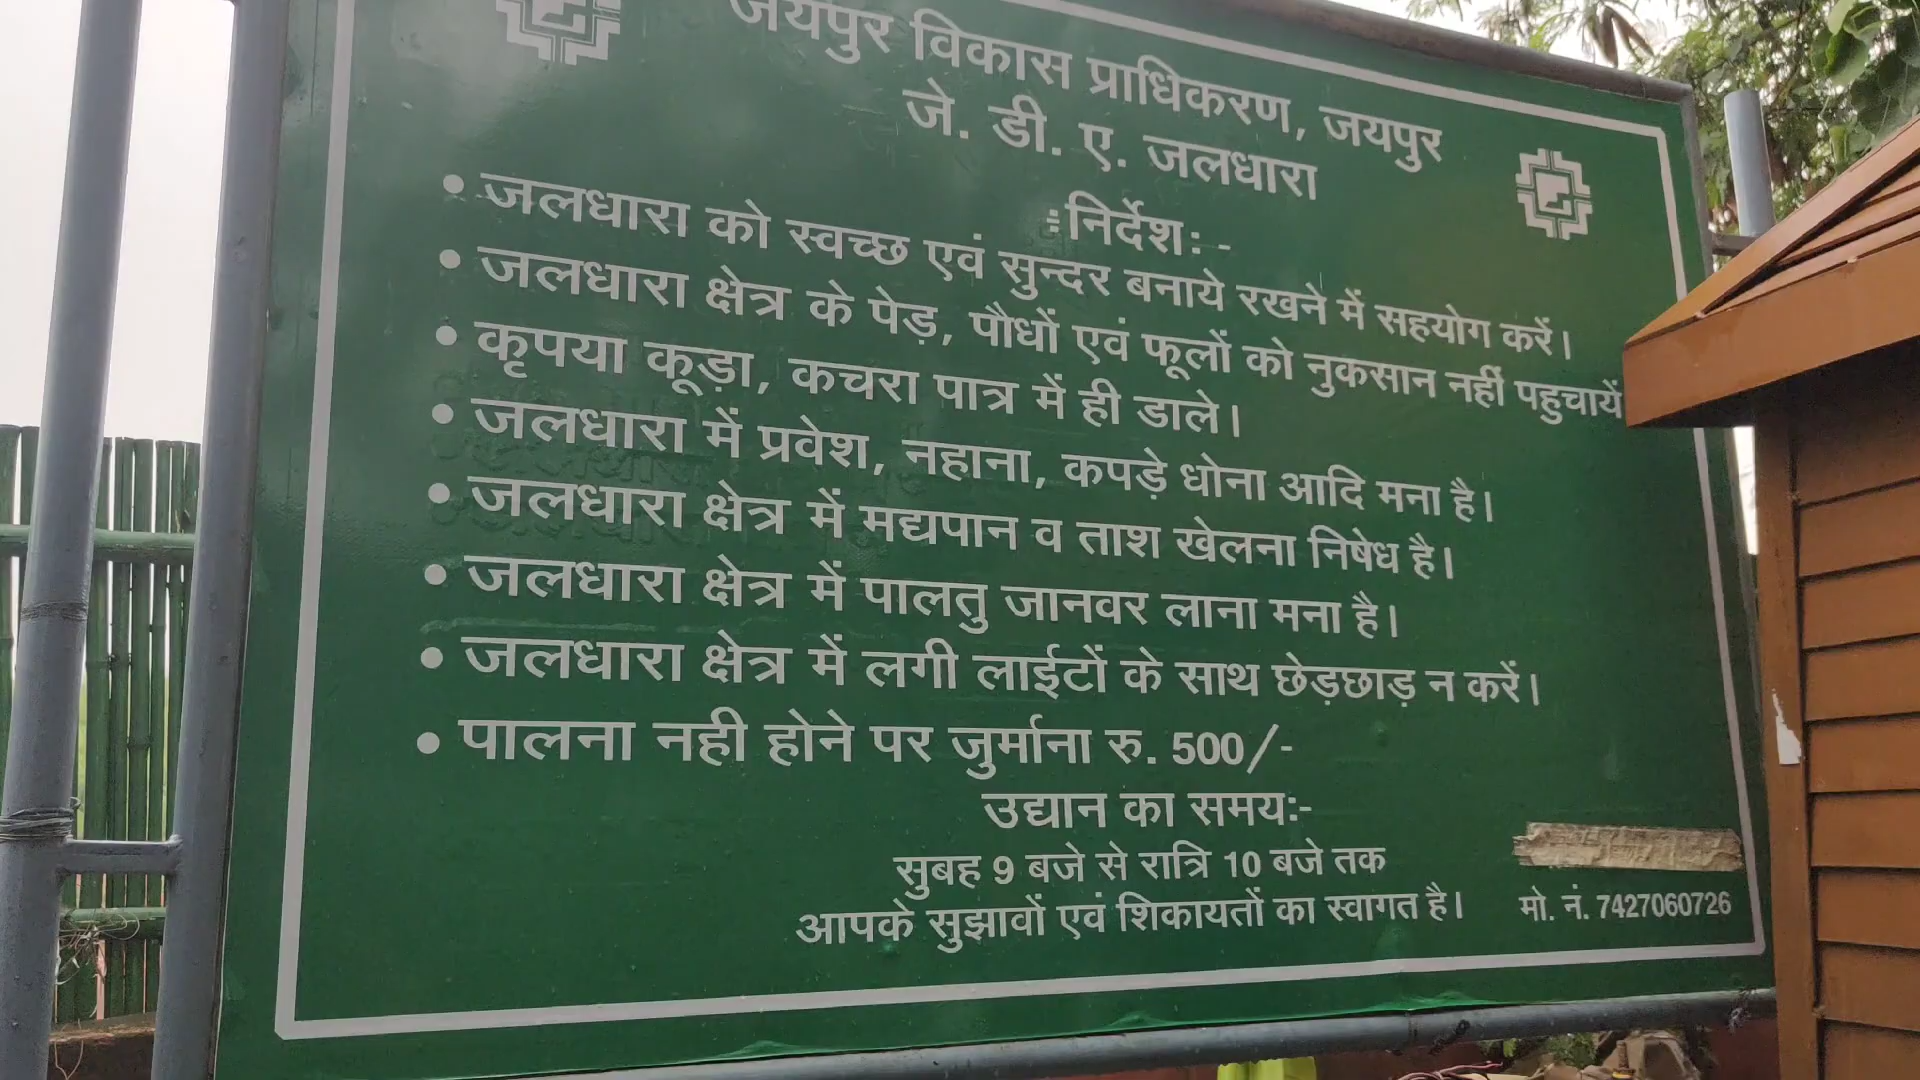 जयपुर विकास प्राधिकरण, जयपुर
जे. डी. ए. जलधारा
ः निर्देशः-
• जलधारा को स्वच्छ एवं सुन्दर बनाये रखने में सहयोग करें।
• जलधारा क्षेत्र के पेड़, पौधों एवं फूलों को नुकसान नहीं पहुचायें
• कृपया कूड़ा, कचरा पात्र में ही डाले।
• जलधारा में प्रवेश, नहाना, कपड़े धोना आदि मना है।
• जलधारा क्षेत्र में मद्यपान व ताश खेलना निषेध है।
• जलधारा क्षेत्र में पालतु जानवर लाना मना है।
• जलधारा क्षेत्र में लगी लाईटों के साथ छेड़छाड़ न करें।
• पालना नही होने पर जुर्माना रु. 500/-
उद्यान का समयः-
सुबह 9 बजे से रात्रि 10 बजे तक
आपके सुझावों एवं शिकायतों का स्वागत है।
मो. नं. 7427060726